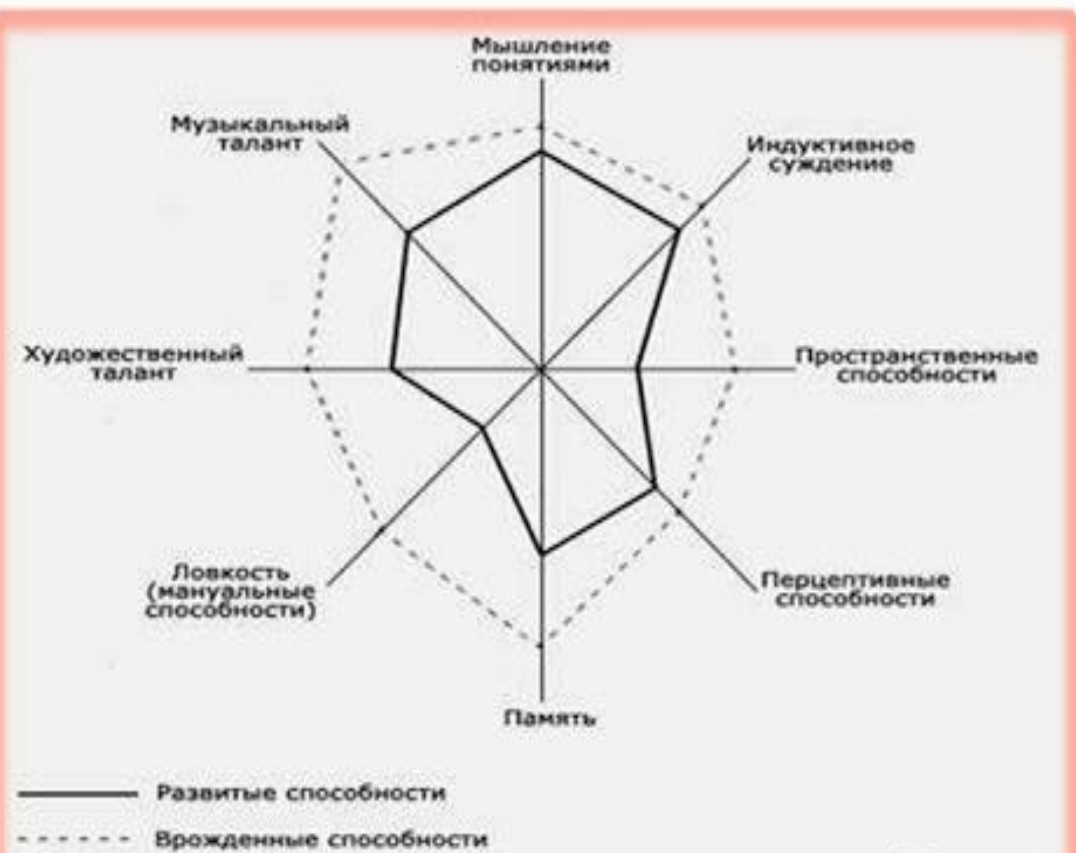 Мышление
понятиями
Музыкальный
талант
Индуктивное
суждение
Художественный
талант
Пространственные
способности
Ловкость
(мануальные
способности)
Перцептивные
способности
Память
Развитые способности
Врожденные способности